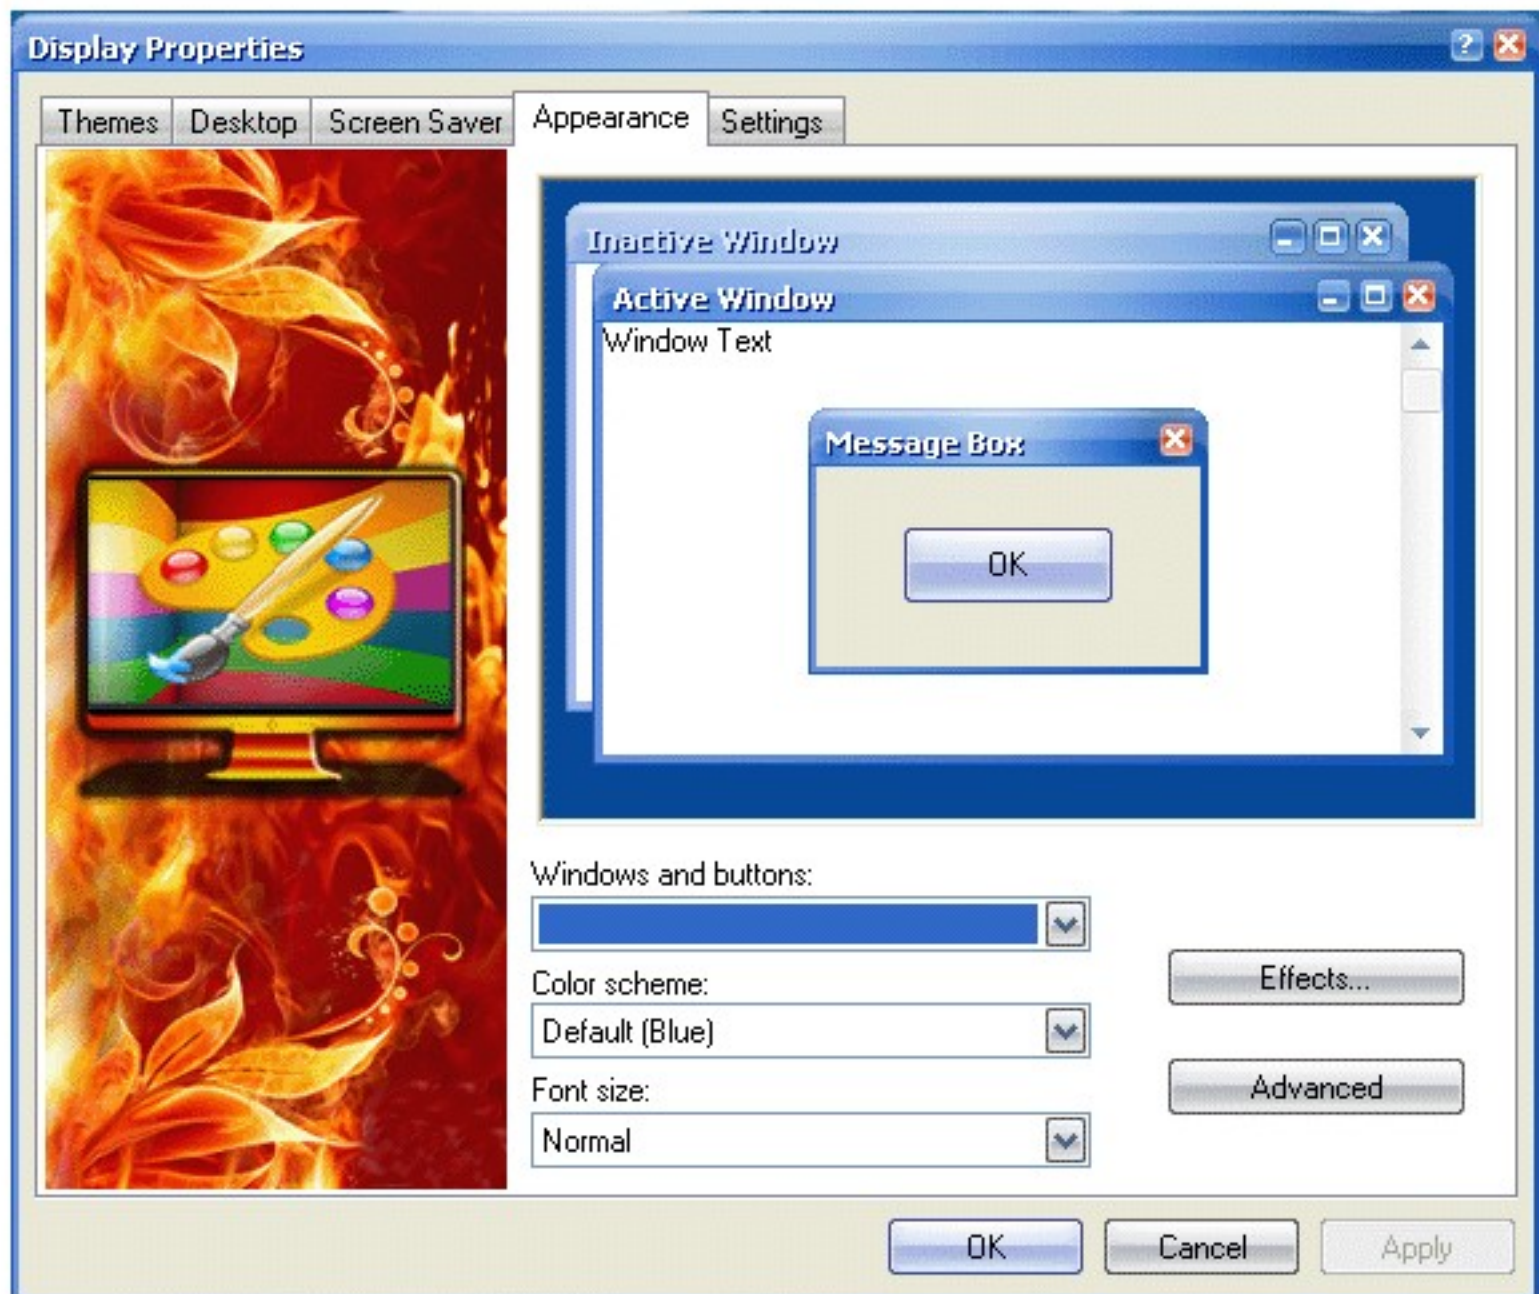 Display Properties
Themes Desktop Screen Saver Appearance Settings
Inactive Window
Active Window
Window Text
Message Box
OK
Windows and buttons:
Color scheme:
Default (Blue)
Font size:
Normal
Effects...
Advanced
OK Cancel Apply